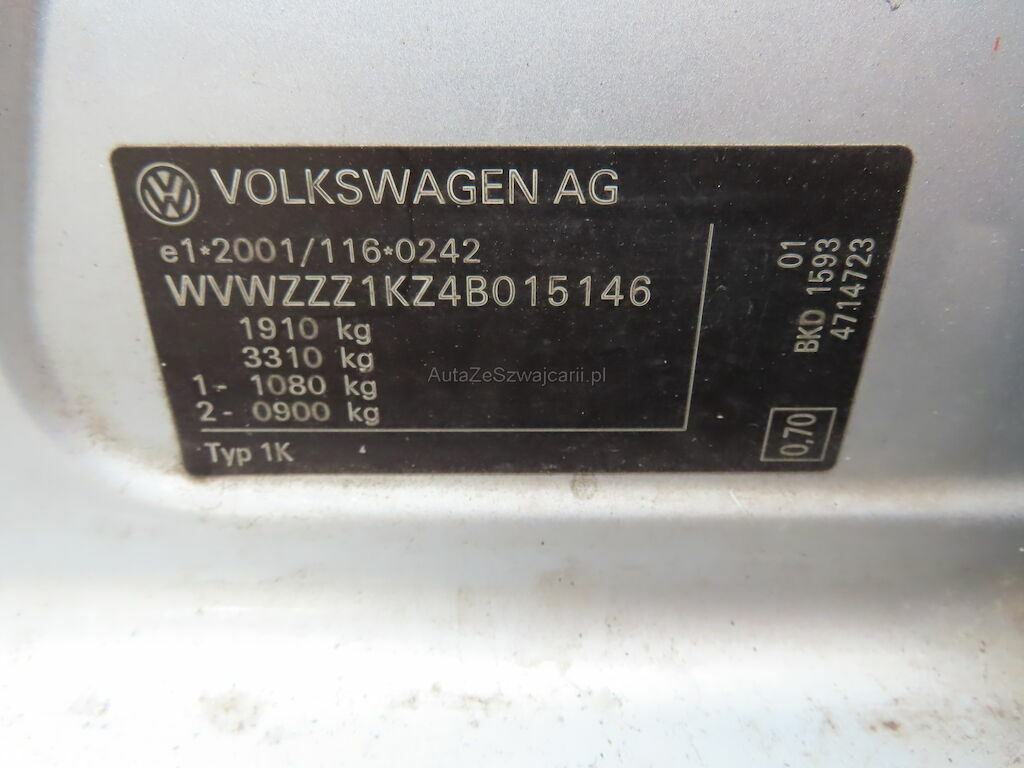 VOLKSWAGEN AG
e1*2001/116*0242
WVWZZZ1KZ4B015146
1910 kg
3310 kg
1- 1080 kg
2- 0900 kg
Typ 1K
01
BKD 1593
4714723
0,70
AutaZeSzwajcarii.pl